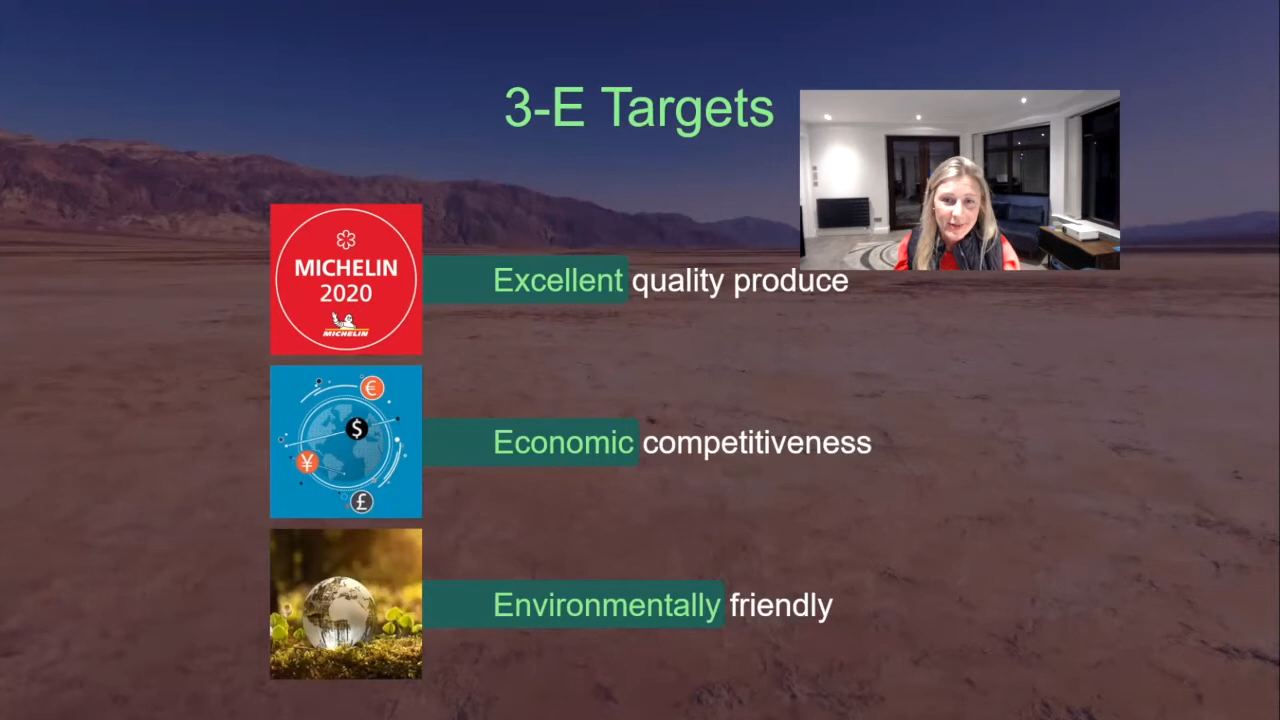 3-E Targets
MICHELIN
2020
MICHELIN
Excellent quality produce
€
$
¥
£
Economic competitiveness
Environmentally friendly